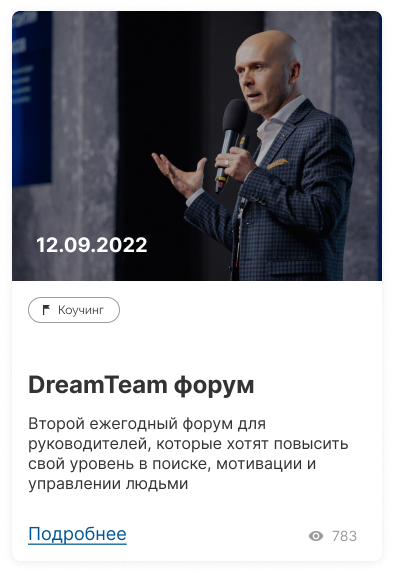 12.09.2022
Коучинг
DreamTeam форум
Второй ежегодный форум для
руководителей, которые хотят повысить
свой уровень в поиске, мотивации и
управлении людьми
Подробнее
783